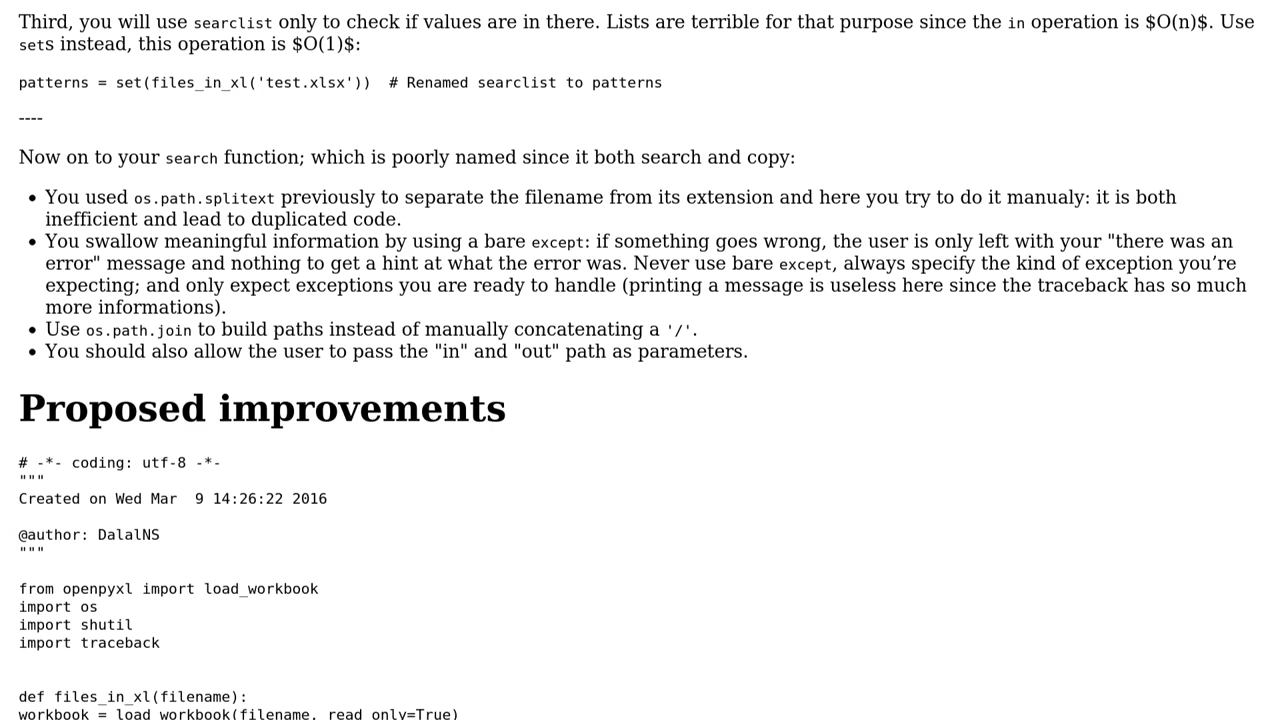 Third, you will use searclist only to check if values are in there. Lists are terrible for that purpose since the in operation is $O(n)$. Use
sets instead, this operation is $O(1)$:
patterns = set(files_in_xl('test.xlsx'))  # Renamed searclist to patterns
----
Now on to your search function; which is poorly named since it both search and copy:
• You used os.path.splitext previously to separate the filename from its extension and here you try to do it manualy: it is both
inefficient and lead to duplicated code.
• You swallow meaningful information by using a bare except: if something goes wrong, the user is only left with your "there was an
error" message and nothing to get a hint at what the error was. Never use bare except, always specify the kind of exception you’re
expecting; and only expect exceptions you are ready to handle (printing a message is useless here since the traceback has so much
more informations).
• Use os.path.join to build paths instead of manually concatenating a '/'.
• You should also allow the user to pass the "in" and "out" path as parameters.
Proposed improvements
# -*- coding: utf-8 -*-
"""
Created on Wed Mar  9 14:26:22 2016
@author: DalalNS
"""
from openpyxl import load_workbook
import os
import shutil
import traceback
def files_in_xl(filename):
workbook = load_workbook(filename, read_only=True)